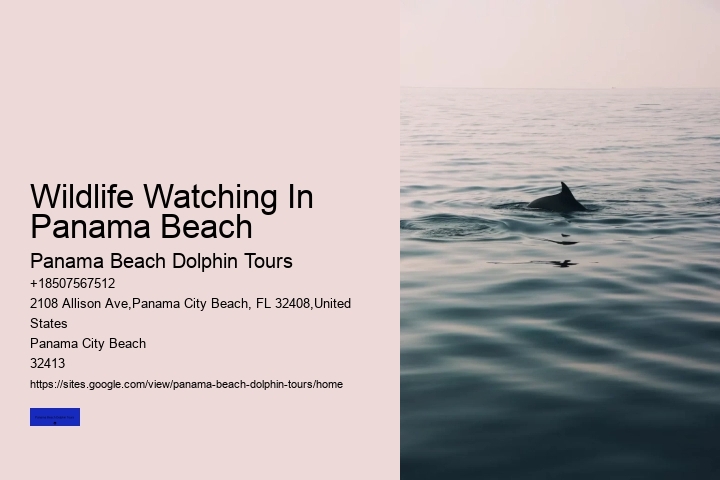 Wildlife Watching In
Panama Beach
Panama Beach Dolphin Tours
+18507567512
2108 Allison Ave,Panama City Beach, FL 32408,United
States
Panama City Beach
32413
https://sites.google.com/view/panama-beach-dolphin-tours/home